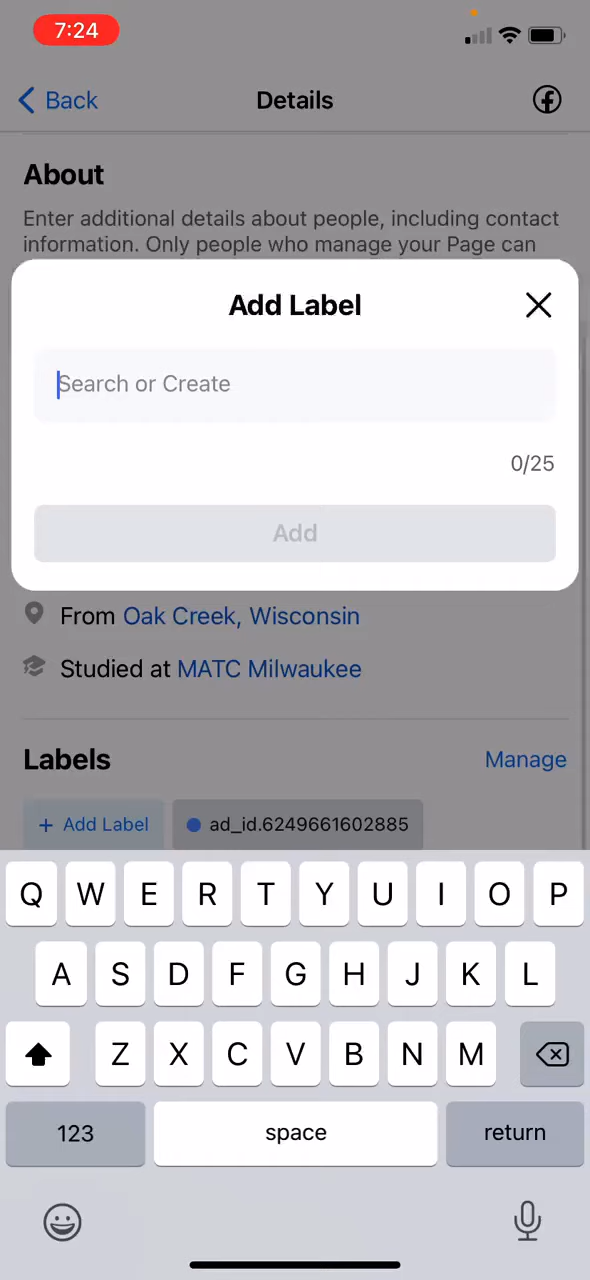 7:24
Back
Details
About
Enter additional details about people, including contact
information. Only people who manage your Page can
Add Label
Search or Create
0/25
Add
From Oak Creek, Wisconsin
Studied at MATC Milwaukee
Labels
Manage
+ Add Label
ad_id.6249661602885
Q W E R T Y U I O P
A S D F G H J K L
Z X C V B N M
123
space
return